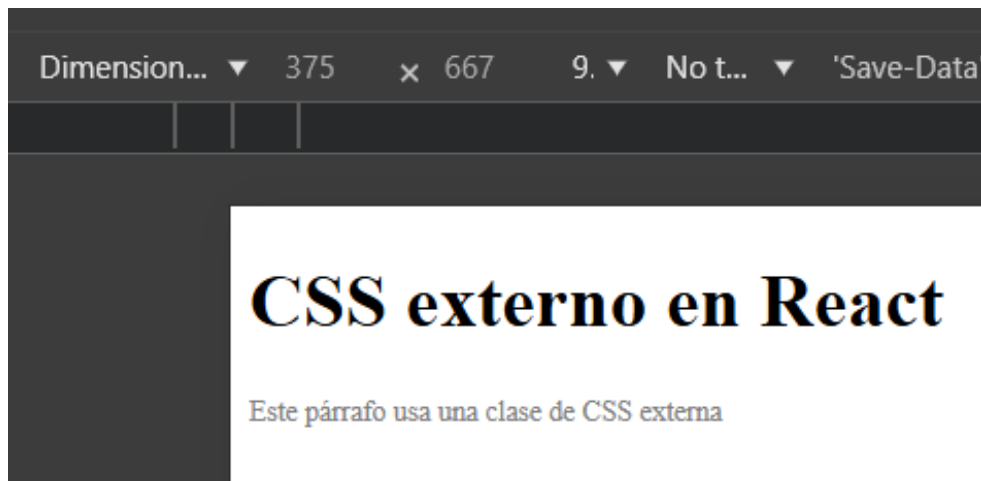 Dimension... ▼ 375 × 667 9. ▼ No t... ▼ 'Save-Data'
CSS externo en React
Este párrafo usa una clase de CSS externa